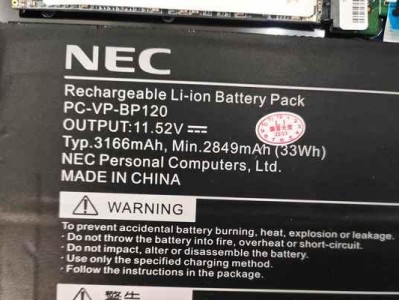 NEC
Rechargeable Li-ion Battery Pack
PC-VP-BP120
OUTPUT:11.52V
Typ.3166mAh, Min.2849mAh (33Wh)
NEC Personal Computers, Ltd.
MADE IN CHINA
WARNING
To prevent accidental battery burning, heat, explosion or leakage.
· Do not throw the battery into fire, overheat or short-circuit.
· Do not impact, alter or disassemble the battery.
· Use only the specified charging method.
· Follow the instructions in the package.
警告